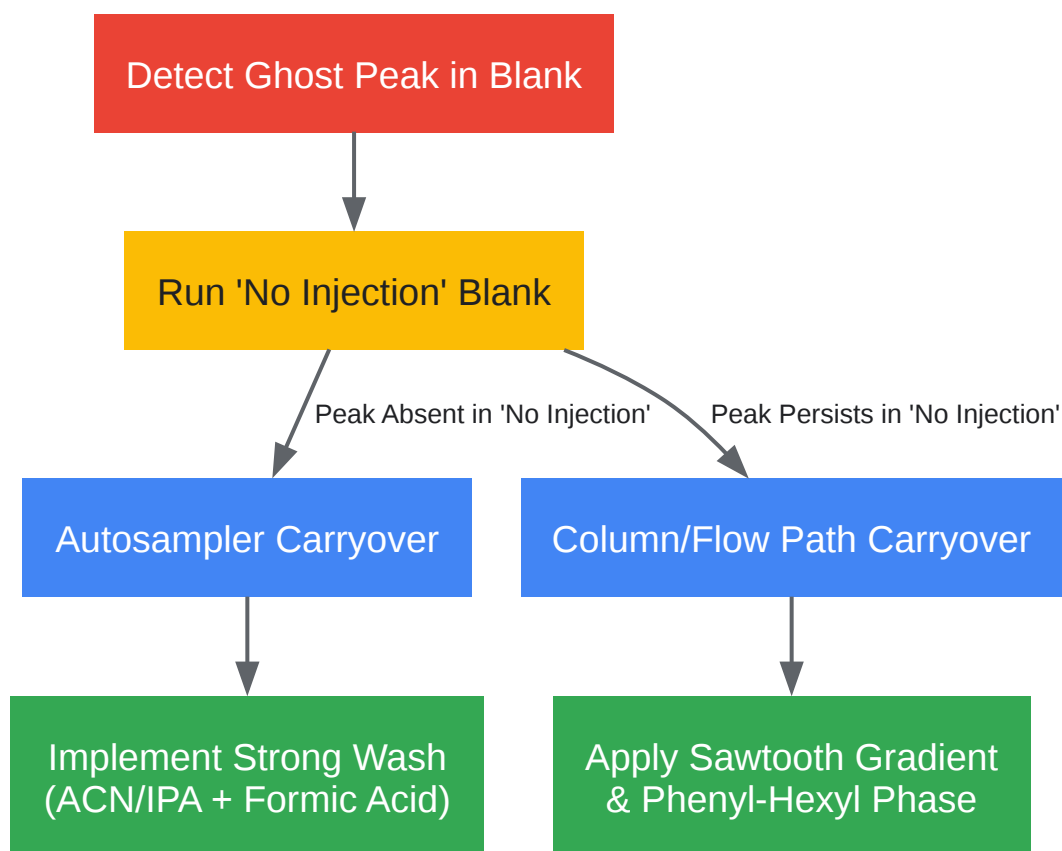 Detect Ghost Peak in Blank
Run 'No Injection' Blank
Peak Absent in 'No Injection'
Peak Persists in 'No Injection'
Autosampler Carryover
Column/Flow Path Carryover
Implement Strong Wash
(ACN/IPA + Formic Acid)
Apply Sawtooth Gradient
& Phenyl-Hexyl Phase